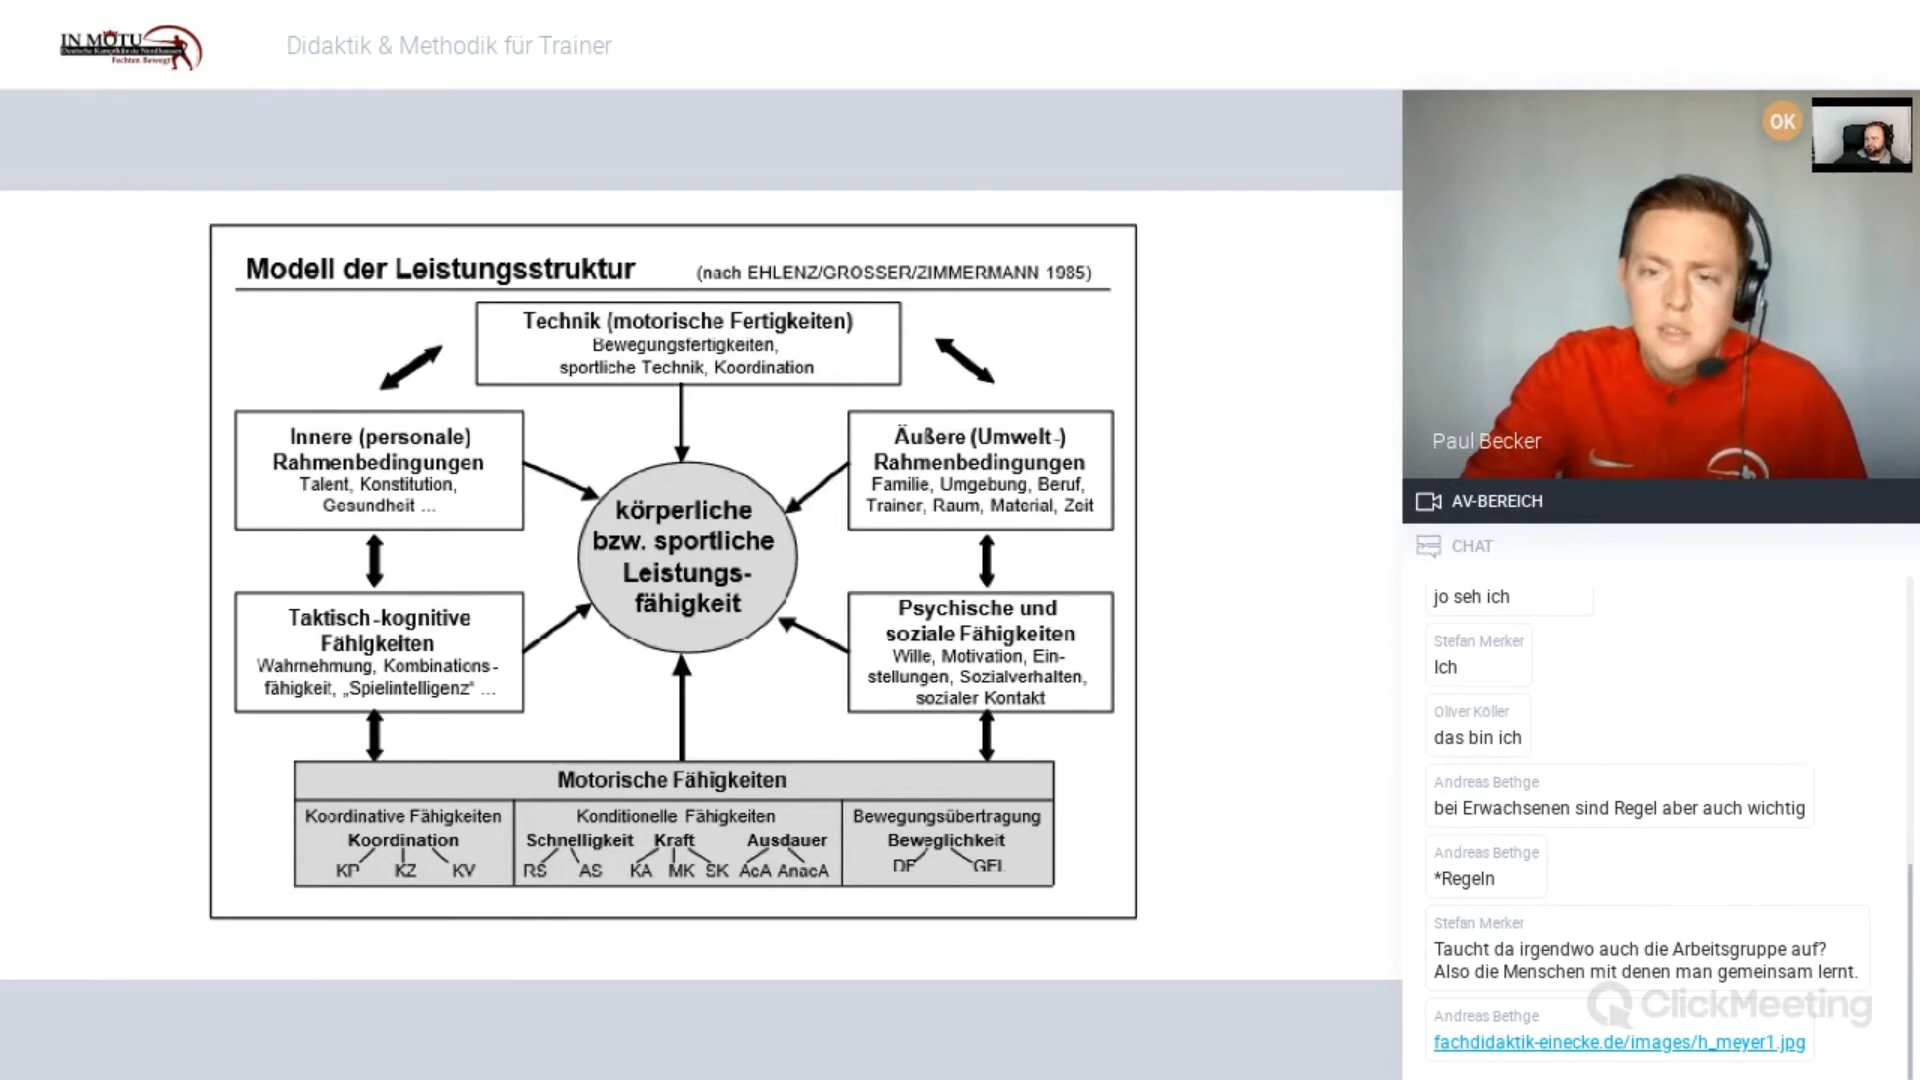 IN MOTU
Deutsche Kampfkünste Nordhausen
Fechten Bewegt
Didaktik & Methodik für Trainer
Modell der Leistungsstruktur
(nach EHLENZ/GROSSER/ZIMMERMANN 1985)
Technik (motorische Fertigkeiten)
Bewegungsfertigkeiten,
sportliche Technik, Koordination
Innere (personale)
Rahmenbedingungen
Talent, Konstitution,
Gesundheit ...
Äußere (Umwelt-)
Rahmenbedingungen
Familie, Umgebung, Beruf,
Trainer, Raum, Material, Zeit
körperliche
bzw. sportliche
Leistungs-
fähigkeit
Taktisch-kognitive
Fähigkeiten
Wahrnehmung, Kombinations-
fähigkeit, „Spielintelligenz“ ...
Psychische und
soziale Fähigkeiten
Wille, Motivation, Ein-
stellungen, Sozialverhalten,
sozialer Kontakt
Motorische Fähigkeiten
Koordinative Fähigkeiten
Koordination
KP KZ KV
Konditionelle Fähigkeiten
Schnelligkeit Kraft Ausdauer
RS AS KA MK SK AcA AnacA
Bewegungsübertragung
Beweglichkeit
DF GEL
OK
Paul Becker
AV-BEREICH
CHAT
jo seh ich
Stefan Merker
Ich
Oliver Köller
das bin ich
Andreas Bethge
bei Erwachsenen sind Regel aber auch wichtig
Andreas Bethge
*Regeln
Stefan Merker
Taucht da irgendwo auch die Arbeitsgruppe auf?
Also die Menschen mit denen man gemeinsam lernt.
Andreas Bethge
fachdidaktik-einecke.de/images/h_meyer1.jpg
ClickMeeting